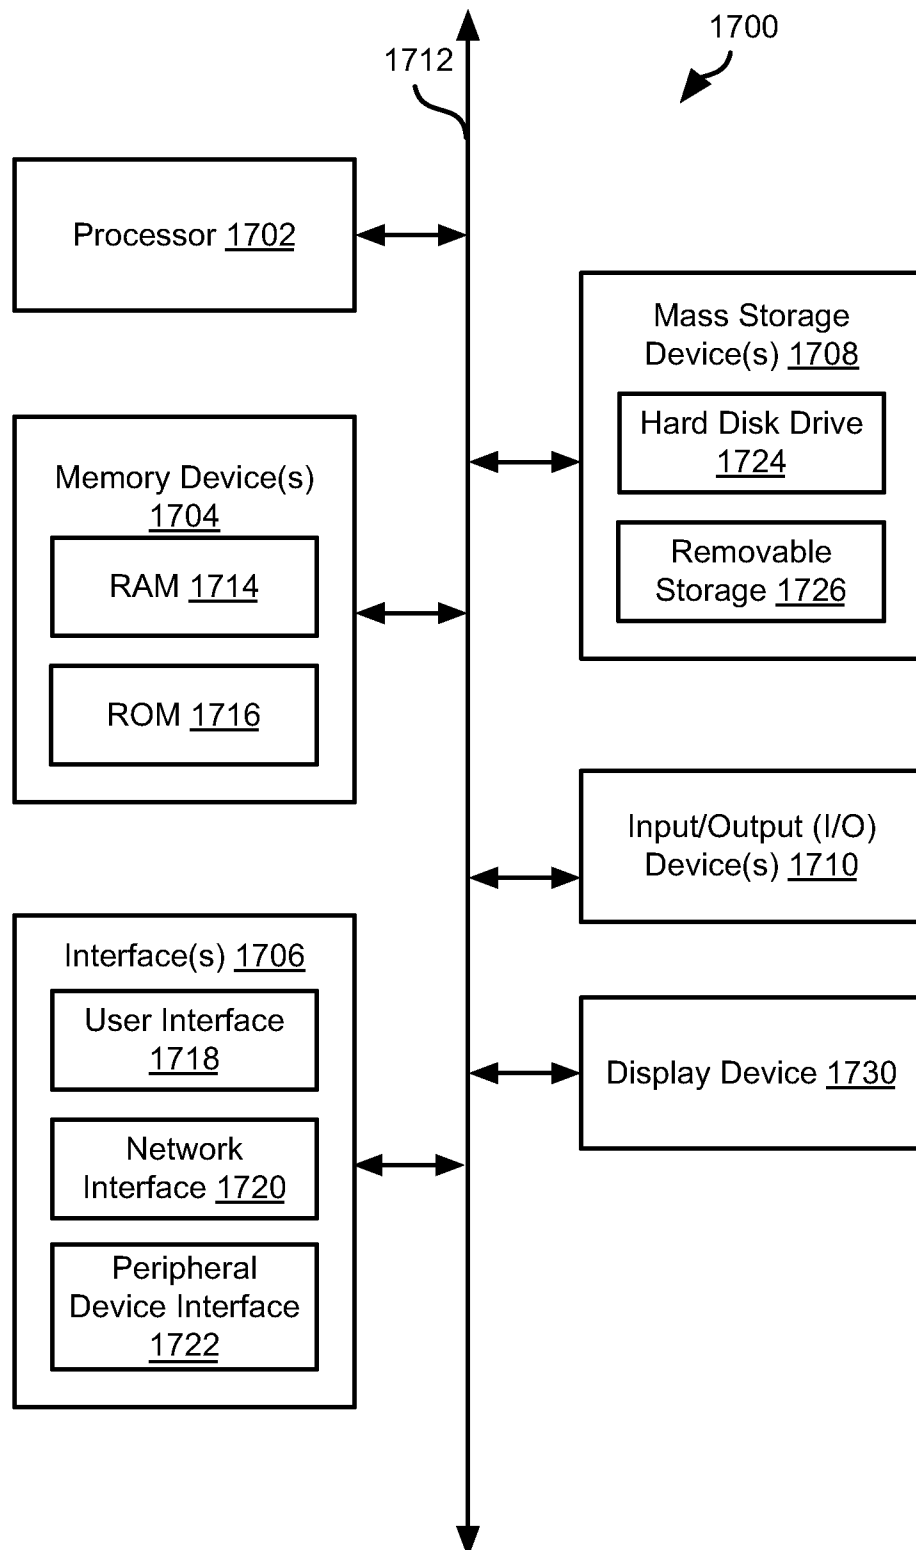 1700
1712
Processor 1702
Mass Storage
Device(s) 1708
Hard Disk Drive
1724
Removable
Storage 1726
Memory Device(s)
1704
RAM 1714
ROM 1716
Input/Output (I/O)
Device(s) 1710
Interface(s) 1706
User Interface
1718
Network
Interface 1720
Peripheral
Device Interface
1722
Display Device 1730